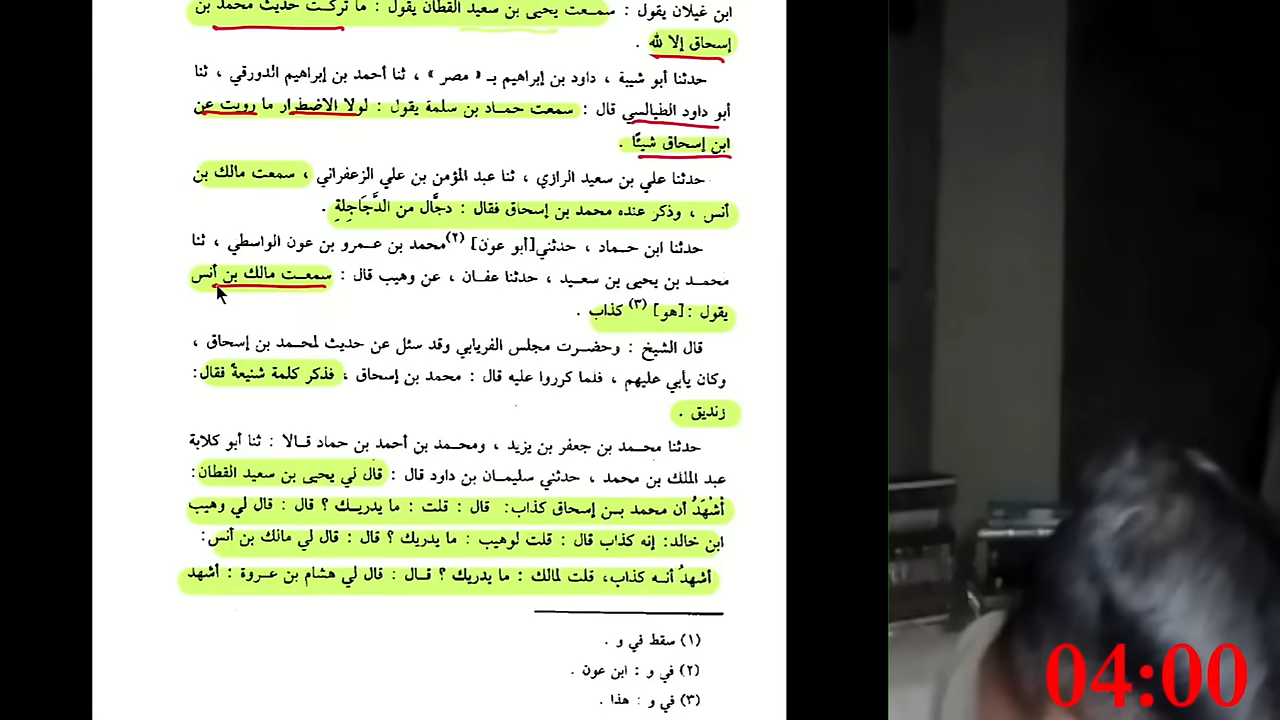 ابن غيلان يقول : سمعت يحيى بن سعيد القطان يقول : ما تركت حديث محمد بن
إسحاق إلا لله .
حدثنا أبو شيبة ، داود بن إبراهيم بـ « مصر » ، ثنا أحمد بن إبراهيم الدورقي ، ثنا
أبو داود الطيالسي قال : سمعت حماد بن سلمة يقول : لولا الاضطرار ما رويت عن
ابن إسحاق شيئًا .
حدثنا علي بن سعيد الرازي ، ثنا عبد المؤمن بن علي الزعفراني ، سمعت مالك بن
أنس ، وذكر عنده محمد بن إسحاق فقال : دجَّال من الدَّجَاجِلةِ .
حدثنا ابن حماد ، حدثني[أبو عون] (٢)محمد بن عمرو بن عون الواسطي ، ثنا
محمد بن يحيى بن سعيد ، حدثنا عفان ، عن وهيب قال : سمعت مالك بن أنس
يقول :[هو] (٣) كذاب .
قال الشيخ : وحضرت مجلس الفريابي وقد سئل عن حديث لمحمد بن إسحاق ،
وكان يأبي عليهم ، فلما كرروا عليه قال : محمد بن إسحاق ، فذكر كلمة شنيعةً فقال:
زنديق .
حدثنا محمد بن جعفر بن يزيد ، ومحمد بن أحمد بن حماد قالا : ثنا أبو كلابة
عبد الملك بن محمد ، حدثني سليمان بن داود قال : قال لي يحيى بن سعيد القطان:
أشْهَدُ أن محمد بن إسحاق كذاب: قال : قلت : ما يدريك ؟ قال : قال لي وهيب
ابن خالد: إنه كذاب قال : قلت لوهيب : ما يدريك ؟ قال : قال لي مالك بن أنس:
أشهدُ أنه كذاب، قلت لمالك : ما يدريك ؟ قال : قال لي هشام بن عروة : أشهد
(١) سقط في و .
(٢) في و : ابن عون .
(٣) في و : هذا .
04:00